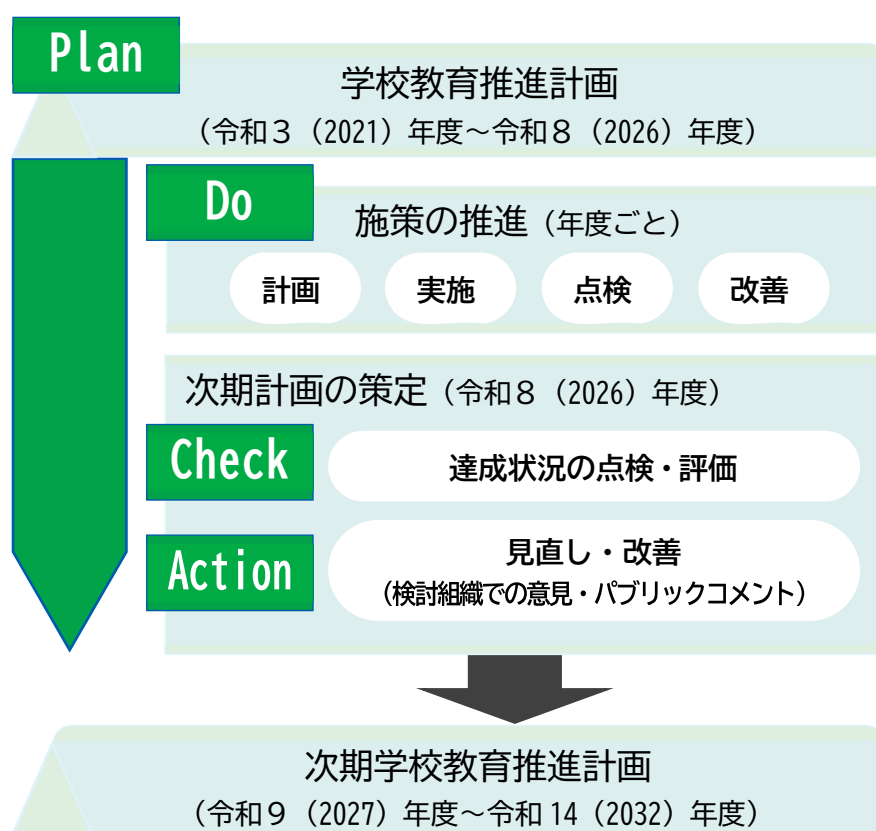 Plan
学校教育推進計画
（令和３（2021）年度～令和８（2026）年度）
Do
施策の推進（年度ごと）
計画 実施 点検 改善
次期計画の策定（令和８（2026）年度）
Check
達成状況の点検・評価
Action
見直し・改善
（検討組織での意見・パブリックコメント）
次期学校教育推進計画
（令和９（2027）年度～令和14（2032）年度）